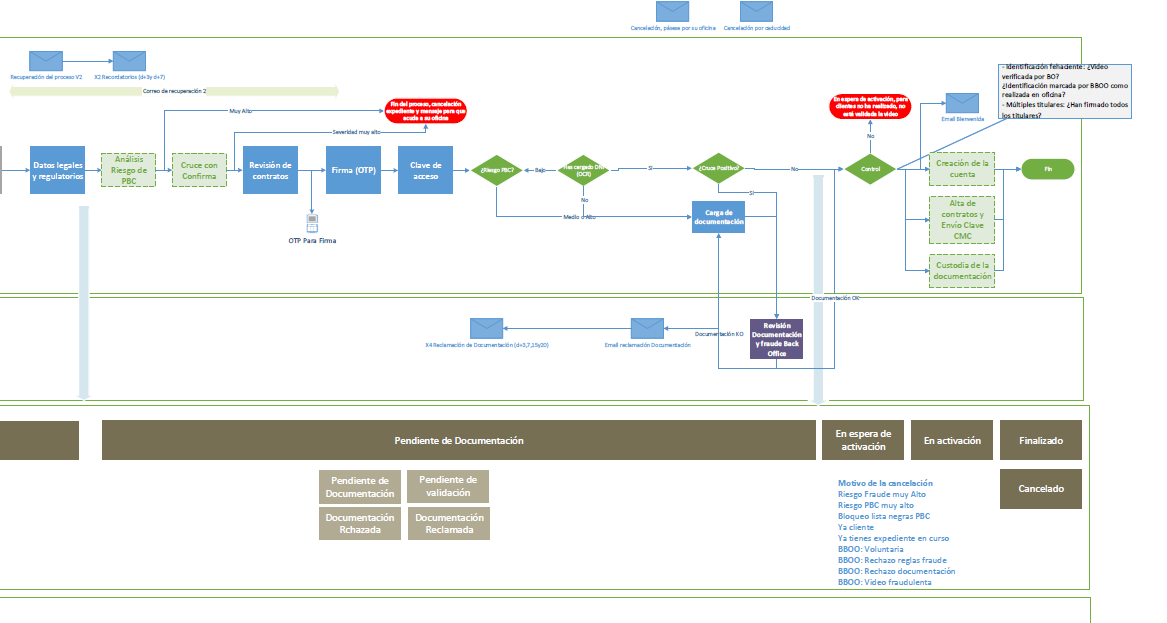 Cancelación, pásese por su oficina
Cancelación por caducidad
Recuperación del proceso V2
X2 Recordatorios (d+3y d+7)
Correo de recuperación 2
- Identificación fehaciente: ¿Video
verificada por BO?
¿Identificación marcada por BBOO como
realizada en oficina?
- Múltiples titulares: ¿Han firmado todos
los titulares?
Muy Alto
Fin del proceso, cancelación
expediente y mensaje para que
acuda a su oficina
En espera de activación, para
clientes no ha realizado, no
está validada la video
Email Bienvenida
Severidad muy alto
No
Datos legales
y regulatorios
Análisis
Riesgo de
PBC
Cruce con
Confirma
Revisión de
contratos
Firma (OTP)
Clave de
acceso
¿Riesgo PBC?
Bajo
(OCR)
SI
¿Cruce Positivo?
No
Control
Creación de la
cuenta
Fin
No
SI
Medio o Alto
Carga de
documentación
Alta de
contratos y
Envío Clave
CMC
OTP Para Firma
Custodia de la
documentación
Documentación OK
X4 Reclamación de Documentación (d+3,7,15y20)
Email reclamación Documentación
Documentación KO
Revisión
Documentación
y fraude Back
Office
Pendiente de Documentación
En espera de
activación
En activación
Finalizado
Pendiente de
Documentación
Pendiente de
validación
Cancelado
Documentación
Rchazada
Documentación
Reclamada
Motivo de la cancelación
Riesgo Fraude muy Alto
Riesgo PBC muy alto
Bloqueo lista negras PBC
Ya cliente
Ya tienes expediente en curso
BBOO: Voluntaria
BBOO: Rechazo reglas fraude
BBOO: Rechazo documentación
BBOO: Video fraudulenta